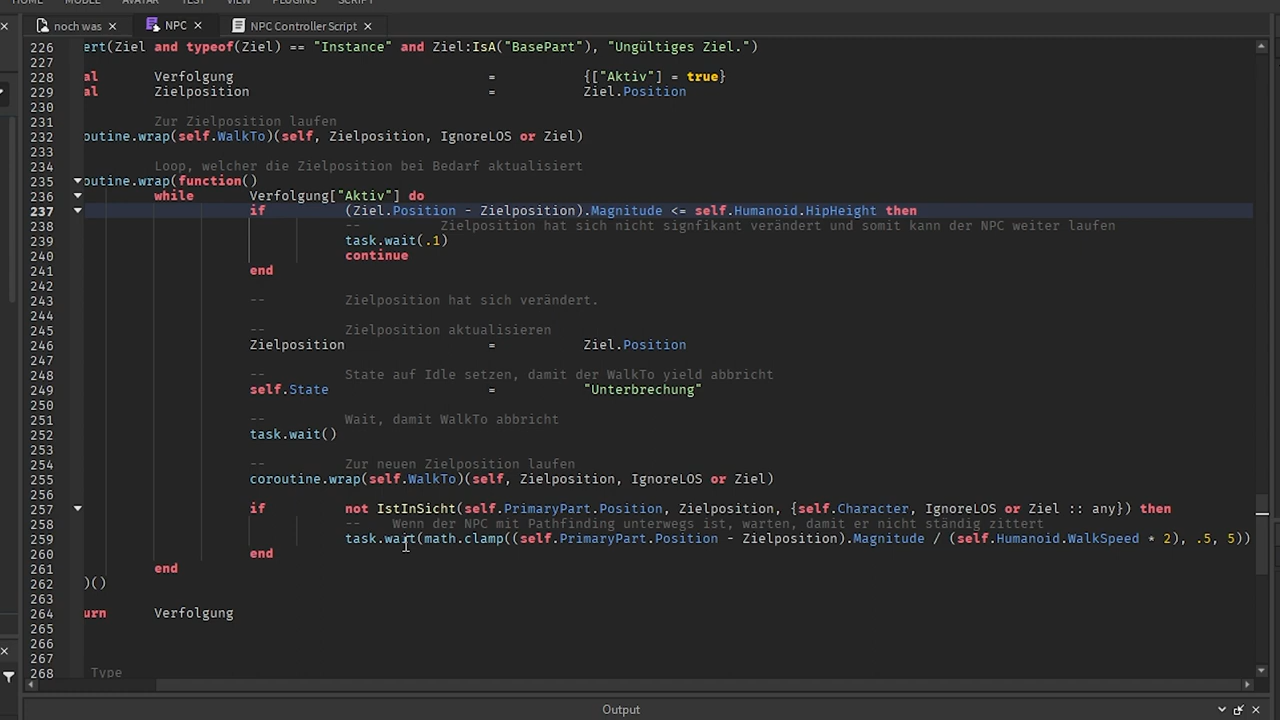 HOME MODEL AVATAR TEST VIEW PLUGINS SCRIPT
noch was × NPC × NPC Controller Script ×
226 ert(Ziel and typeof(Ziel) == "Instance" and Ziel:IsA("BasePart"), "Ungültiges Ziel.")
227
228 al Verfolgung = {["Aktiv"] = true}
229 al Zielposition = Ziel.Position
230
231 Zur Zielposition laufen
232 outine.wrap(self.WalkTo)(self, Zielposition, IgnoreLOS or Ziel)
233
234 Loop, welcher die Zielposition bei Bedarf aktualisiert
235 outine.wrap(function()
236 while Verfolgung["Aktiv"] do
237 if (Ziel.Position - Zielposition).Magnitude <= self.Humanoid.HipHeight then
238 -- Zielposition hat sich nicht signfikant verändert und somit kann der NPC weiter laufen
239 task.wait(.1)
240 continue
241 end
242
243 -- Zielposition hat sich verändert.
244
245 -- Zielposition aktualisieren
246 Zielposition = Ziel.Position
247
248 -- State auf Idle setzen, damit der WalkTo yield abbricht
249 self.State = "Unterbrechung"
250
251 -- Wait, damit WalkTo abbricht
252 task.wait()
253
254 -- Zur neuen Zielposition laufen
255 coroutine.wrap(self.WalkTo)(self, Zielposition, IgnoreLOS or Ziel)
256
257 if not IstInSicht(self.PrimaryPart.Position, Zielposition, {self.Character, IgnoreLOS or Ziel :: any}) then
258 -- Wenn der NPC mit Pathfinding unterwegs ist, warten, damit er nicht ständig zittert
259 task.wait(math.clamp((self.PrimaryPart.Position - Zielposition).Magnitude / (self.Humanoid.WalkSpeed * 2), .5, 5))
260 end
261 end
262 )()
263
264 urn Verfolgung
265
266
267
268 Type
Output